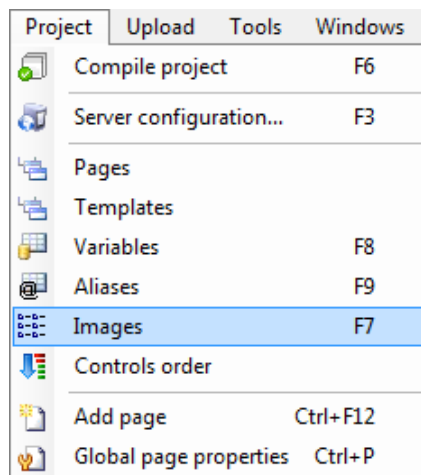 Project Upload Tools Windows
Compile project F6
Server configuration... F3
Pages
Templates
Variables F8
Aliases F9
Images F7
Controls order
Add page Ctrl+F12
Global page properties Ctrl+P